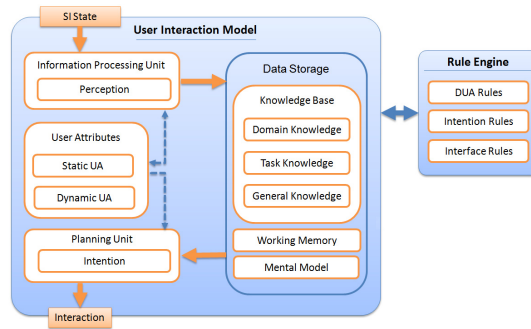 SI State
User Interaction Model
Information Processing Unit
Perception
User Attributes
Static UA
Dynamic UA
Planning Unit
Intention
Interaction
Data Storage
Knowledge Base
Domain Knowledge
Task Knowledge
General Knowledge
Working Memory
Mental Model
Rule Engine
DUA Rules
Intention Rules
Interface Rules